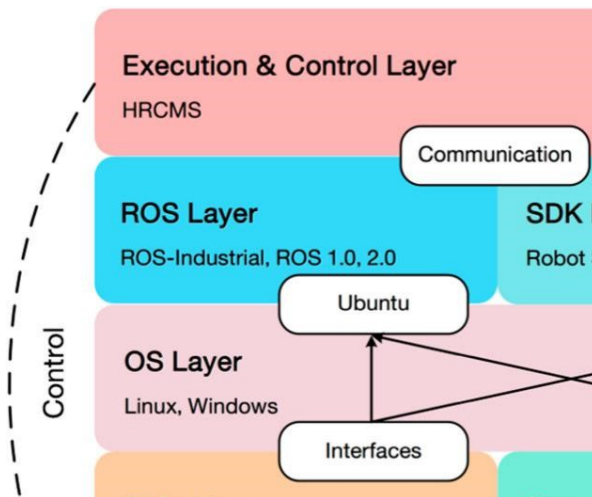 Execution & Control Layer
HRCMS
Communication
ROS Layer
ROS-Industrial, ROS 1.0, 2.0
SDK
Robot
Ubuntu
OS Layer
Linux, Windows
Control
Interfaces